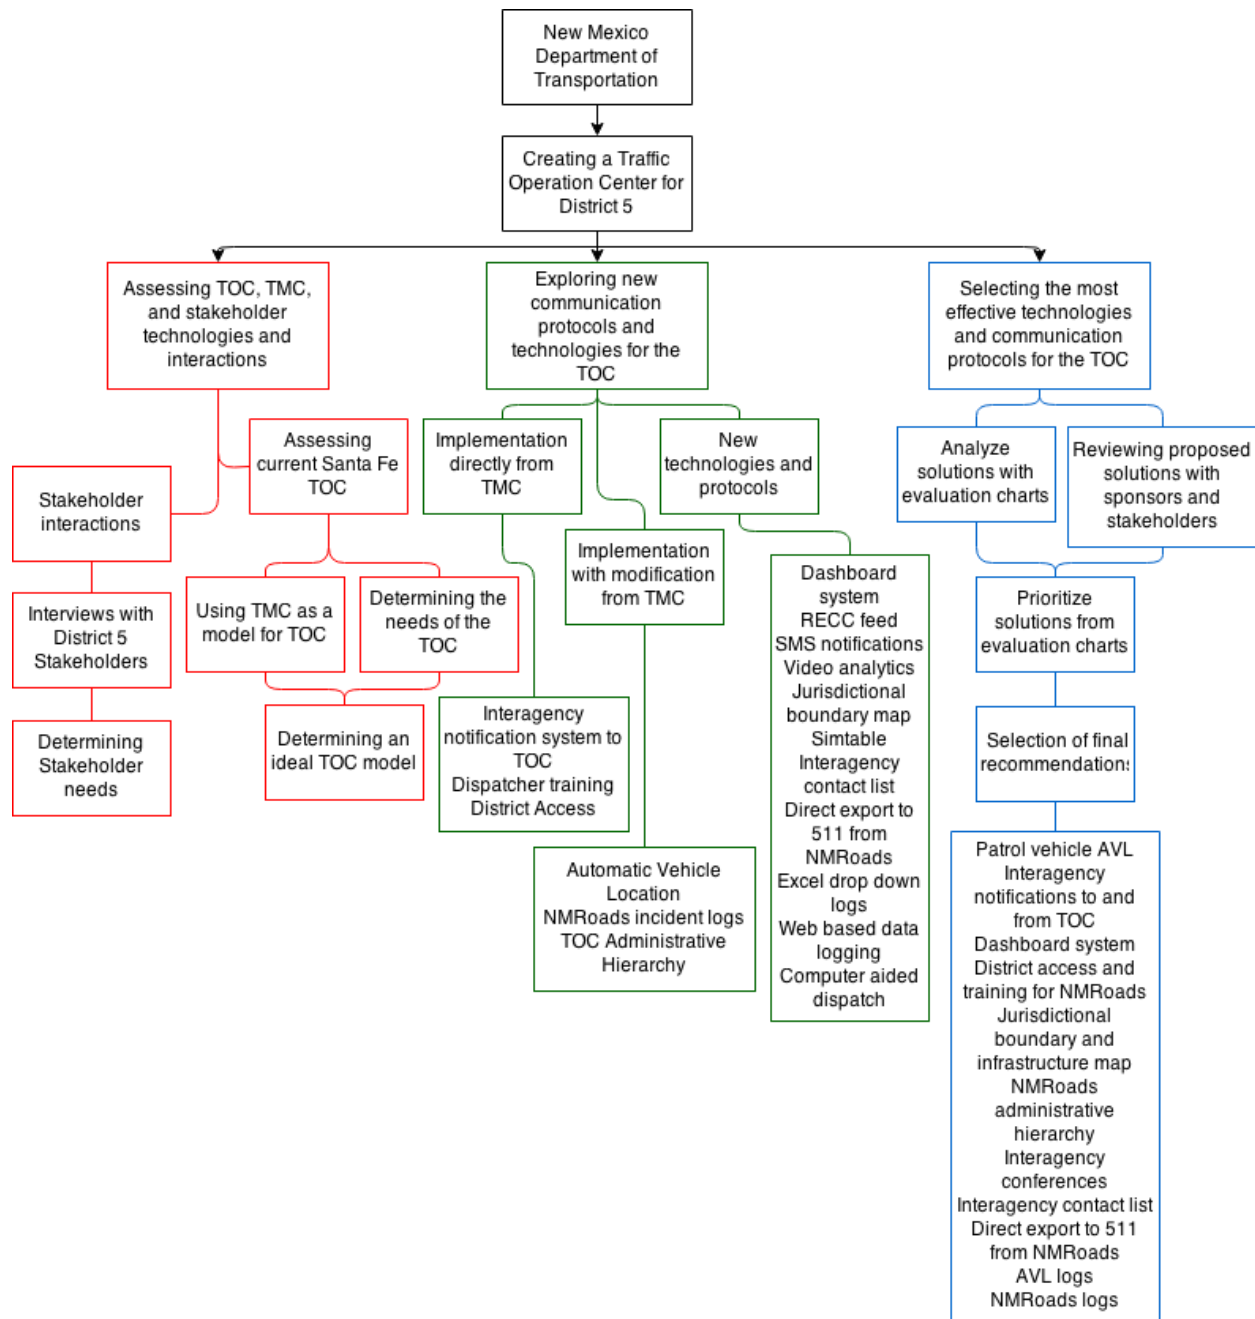 New Mexico
Department of
Transportation
Creating a Traffic
Operation Center for
District 5
Assessing TOC, TMC,
and stakeholder
technologies and
interactions
Stakeholder
interactions
Interviews with
District 5
Stakeholders
Determining
Stakeholder
needs
Assessing
current Santa Fe
TOC
Using TMC as a
model for TOC
Determining the
needs of the
TOC
Determining an
ideal TOC model
Exploring new
communication
protocols and
technologies for the
TOC
Implementation
directly from
TMC
Interagency
notification system to
TOC
Dispatcher training
District Access
Implementation
with modification
from TMC
Automatic Vehicle
Location
NMRoads incident logs
TOC Administrative
Hierarchy
New
technologies and
protocols
Dashboard
system
RECC feed
SMS notifications
Video analytics
Jurisdictional
boundary map
Simtable
Interagency
contact list
Direct export to
511 from
NMRoads
Excel drop down
logs
Web based data
logging
Computer aided
dispatch
Selecting the most
effective technologies
and communication
protocols for the TOC
Analyze
solutions with
evaluation charts
Reviewing proposed
solutions with
sponsors and
stakeholders
Prioritize
solutions from
evaluation charts
Selection of final
recommendations
Patrol vehicle AVL
Interagency
notifications to and
from TOC
Dashboard system
District access and
training for NMRoads
Jurisdictional
boundary and
infrastructure map
NMRoads
administrative
hierarchy
Interagency
conferences
Interagency contact list
Direct export to 511
from NMRoads
AVL logs
NMRoads logs